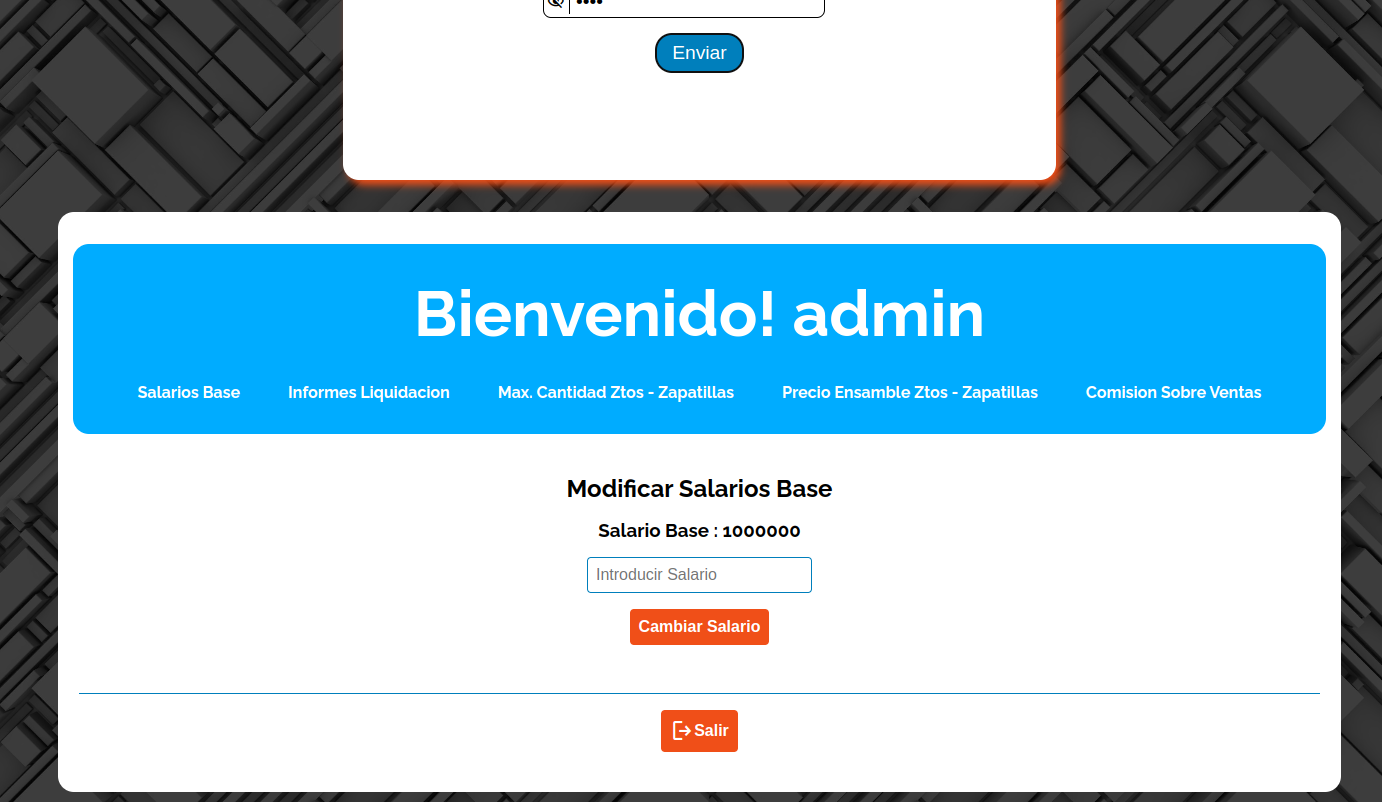 Enviar
Bienvenido! admin
Salarios Base Informes Liquidacion Max. Cantidad Ztos - Zapatillas Precio Ensamble Ztos - Zapatillas Comision Sobre Ventas
Modificar Salarios Base
Salario Base : 1000000
Introducir Salario
Cambiar Salario
Salir